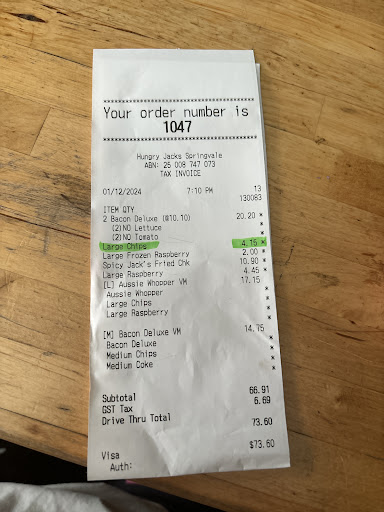 ************************************
Your order number is
1047
************************************
Hungry Jacks Springvale
ABN: 25 008 747 073
TAX INVOICE
01/12/2024 7:10 PM 13
130083
ITEM QTY
2 Bacon Deluxe (@10.10) 20.20 *
(2)NO Lettuce *
(2)NO Tomato *
Large Chips 4.15 *
Large Frozen Raspberry 2.00 *
Spicy Jack's Fried Chk 10.90 *
Large Raspberry 4.45 *
[L] Aussie Whopper VM 17.15 *
Aussie Whopper *
Large Chips *
Large Raspberry *
[M] Bacon Deluxe VM 14.75 *
Bacon Deluxe *
Medium Chips *
Medium Coke *
Subtotal 66.91
GST Tax 6.69
Drive Thru Total 73.60
Visa $73.60
Auth: